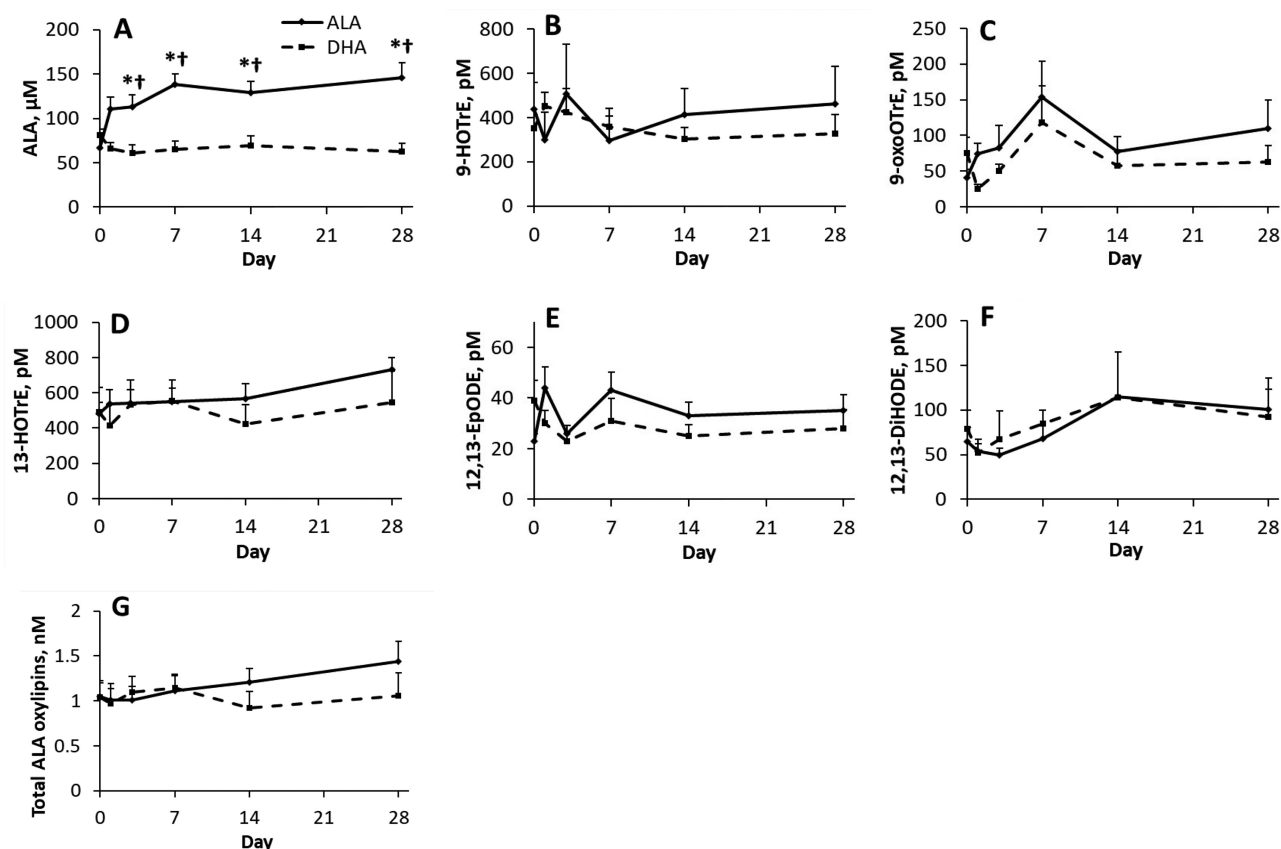 A
ALA
DHA
200
150
100
50
0
*†
*†
*†
*†
ALA, µM
0 7 14 21 28
Day
B
800
600
400
200
0
9-HOTrE, pM
0 7 14 21 28
Day
C
250
200
150
100
50
0
9-oxoOTrE, pM
0 7 14 21 28
Day
D
1000
800
600
400
200
0
13-HOTrE, pM
0 7 14 21 28
Day
E
60
40
20
0
12,13-EpODE, pM
0 7 14 21 28
Day
F
200
150
100
50
0
12,13-DiHODE, pM
0 7 14 21 28
Day
G
2
1.5
1
0.5
0
Total ALA oxylipins, nM
0 7 14 21 28
Day